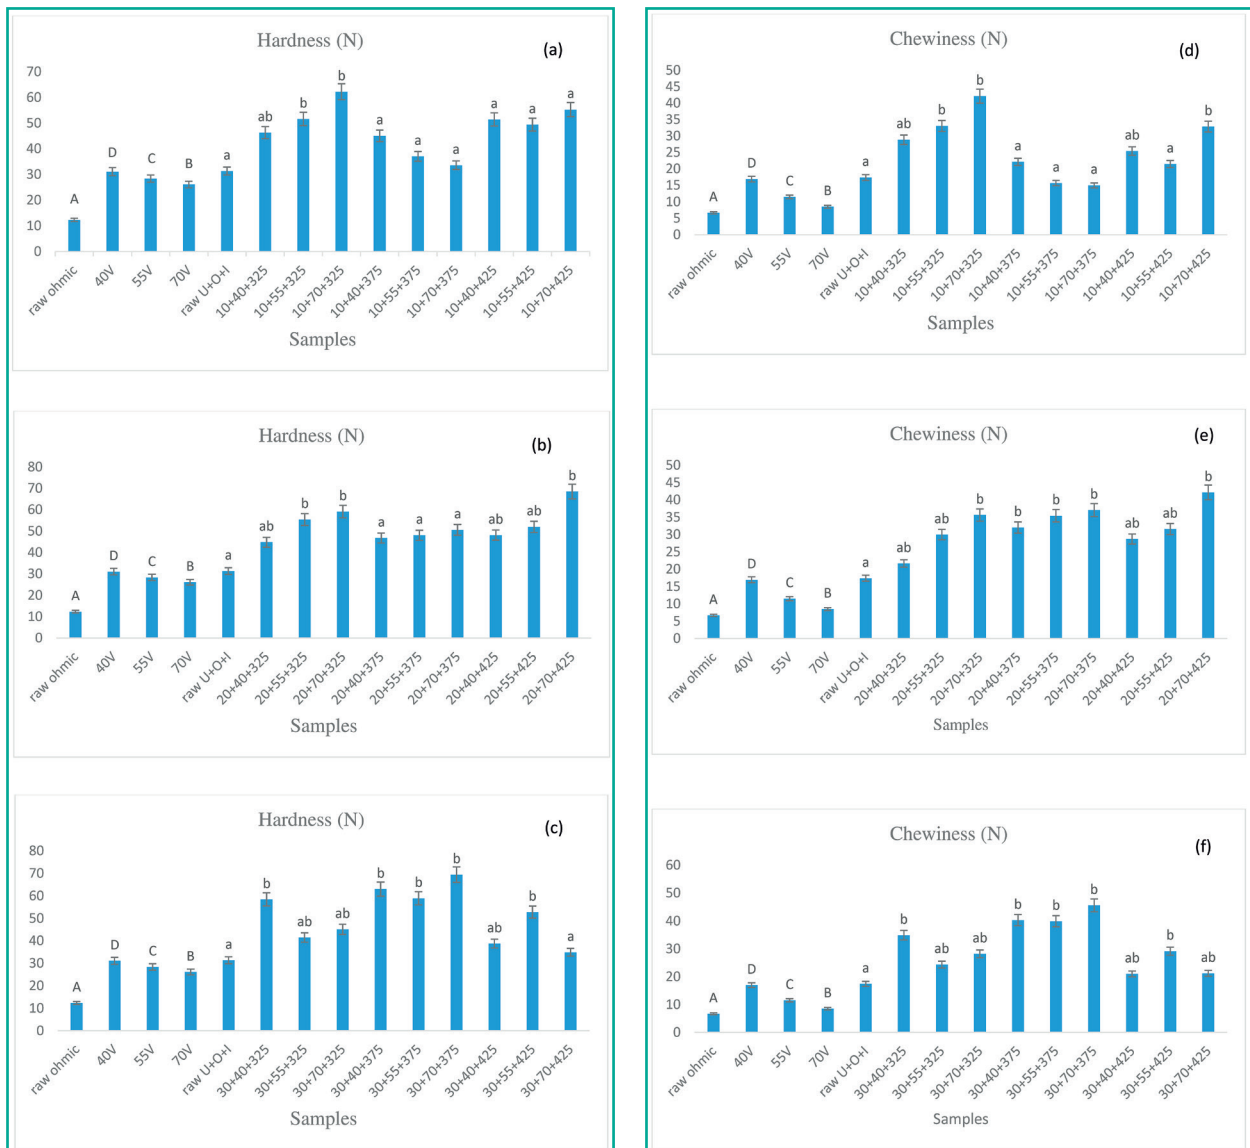 Hardness (N)
(a)
70
60
50
40
30
20
10
0
A
D
C
B
a
ab
b
b
a
a
a
a
a
a
raw ohmic
40V
55V
70V
raw U+O+I
10+40+325
10+55+325
10+70+325
10+40+375
10+55+375
10+70+375
10+40+425
10+55+425
10+70+425
Samples
Hardness (N)
(b)
80
70
60
50
40
30
20
10
0
A
D
C
B
a
ab
b
b
a
a
a
ab
ab
b
raw ohmic
40V
55V
70V
raw U+O+I
20+40+325
20+55+325
20+70+325
20+40+375
20+55+375
20+70+375
20+40+425
20+55+425
20+70+425
Samples
Hardness (N)
(c)
80
70
60
50
40
30
20
10
0
A
D
C
B
a
b
ab
ab
b
b
b
ab
b
a
raw ohmic
40V
55V
70V
raw U+O+I
30+40+325
30+55+325
30+70+325
30+40+375
30+55+375
30+70+375
30+40+425
30+55+425
30+70+425
Samples
Chewiness (N)
(d)
50
45
40
35
30
25
20
15
10
5
0
A
D
C
B
a
ab
b
b
a
a
a
ab
a
b
raw ohmic
40V
55V
70V
raw U+O+I
10+40+325
10+55+325
10+70+325
10+40+375
10+55+375
10+70+375
10+40+425
10+55+425
10+70+425
Samples
Chewiness (N)
(e)
50
45
40
35
30
25
20
15
10
5
0
A
D
C
B
a
ab
ab
b
b
b
b
ab
ab
b
raw ohmic
40V
55V
70V
raw U+O+I
20+40+325
20+55+325
20+70+325
20+40+375
20+55+375
20+70+375
20+40+425
20+55+425
20+70+425
Samples
Chewiness (N)
(f)
60
50
40
30
20
10
0
A
D
C
B
a
b
ab
ab
b
b
b
ab
b
ab
raw ohmic
40V
55V
70V
raw U+O+I
30+40+325
30+55+325
30+70+325
30+40+375
30+55+375
30+70+375
30+40+425
30+55+425
30+70+425
Samples